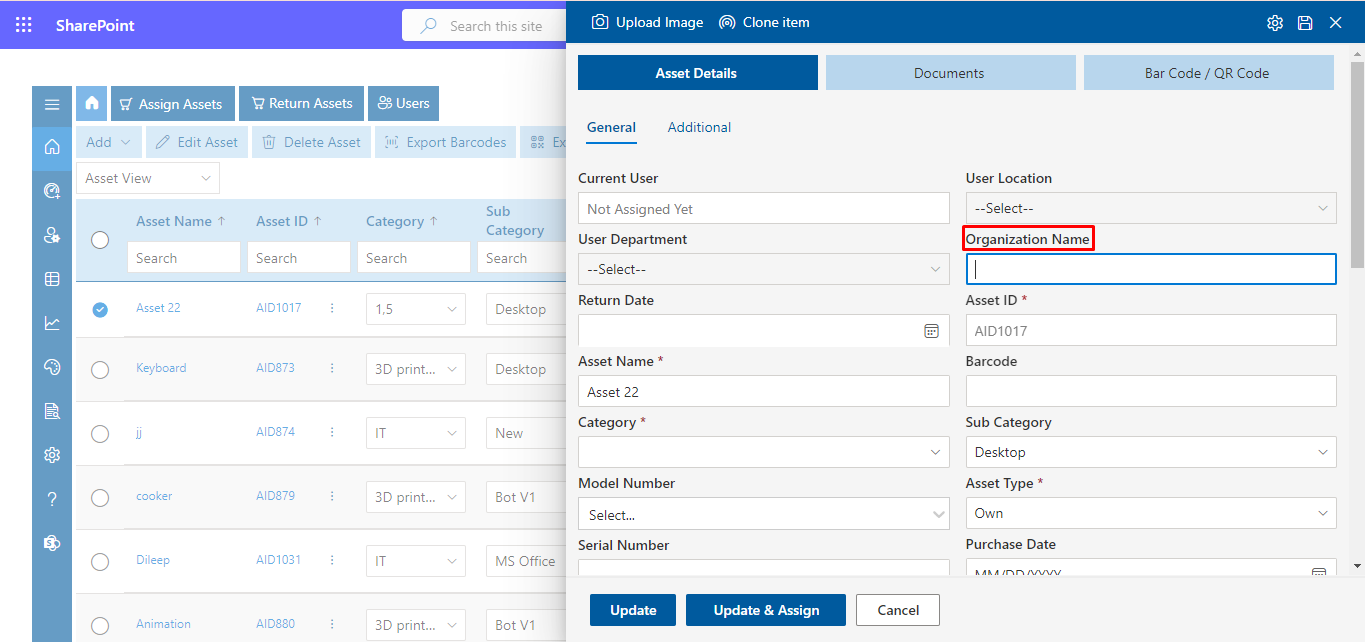 SharePoint
Search this site
Upload Image
Clone item
Assign Assets
Return Assets
Users
Add
Edit Asset
Delete Asset
Export Barcodes
Ex
Asset View
Asset Name ↑
Asset ID ↑
Category ↑
Sub
Category
Search
Search
Search
Search
Asset 22
AID1017
1,5
Desktop
Keyboard
AID873
3D print...
Desktop
jj
AID874
IT
New
cooker
AID879
3D print...
Bot V1
Dileep
AID1031
IT
MS Office
Animation
AID880
3D print...
Bot V1
Asset Details
Documents
Bar Code / QR Code
General
Additional
Current User
User Location
Not Assigned Yet
--Select--
User Department
Organization Name
--Select--
Return Date
Asset ID *
AID1017
Asset Name *
Barcode
Asset 22
Category *
Sub Category
Desktop
Model Number
Asset Type *
Select...
Own
Serial Number
Purchase Date
MM/DD/YYYY
Update
Update & Assign
Cancel